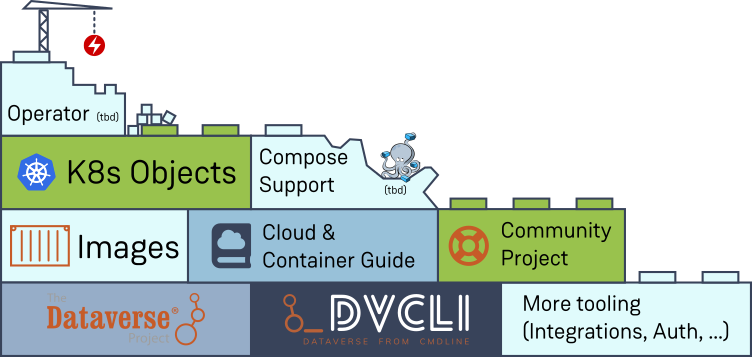 Operator (tbd)
K8s Objects
Compose
Support
(tbd)
Images
Cloud &
Container Guide
Community
Project
The
Dataverse®
Project
DVCLI
DATAVERSE FROM CMDLINE
More tooling
(Integrations, Auth, ...)